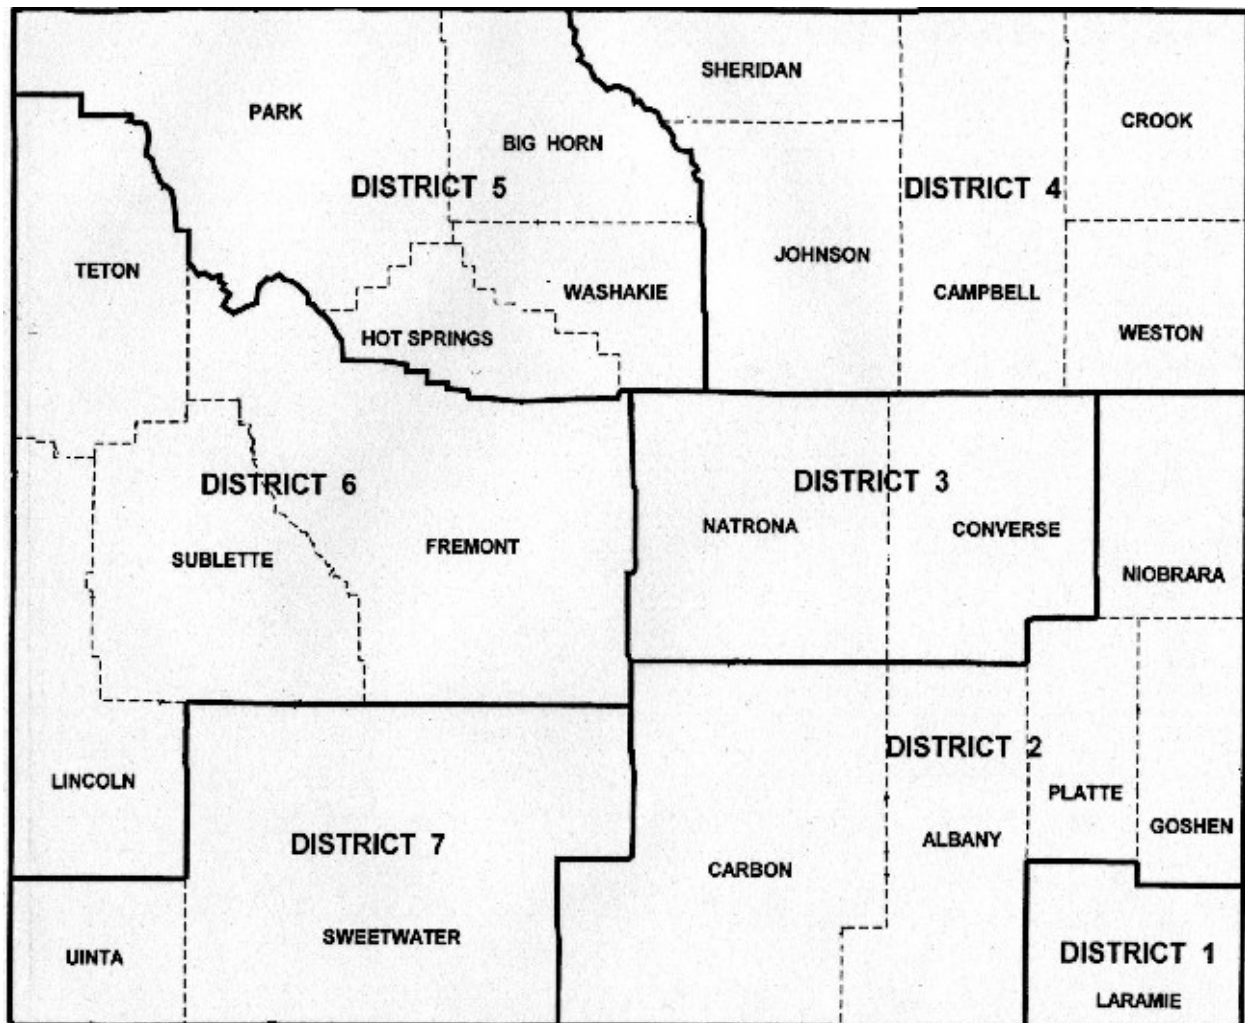 SHERIDAN
PARK
CROOK
BIG HORN
DISTRICT 5
DISTRICT 4
JOHNSON
TETON
WASHAKIE
CAMPBELL
HOT SPRINGS
WESTON
DISTRICT 6
DISTRICT 3
NATRONA
CONVERSE
SUBLETTE
FREMONT
NIOBRARA
DISTRICT 2
LINCOLN
PLATTE
GOSHEN
DISTRICT 7
ALBANY
CARBON
SWEETWATER
UINTA
DISTRICT 1
LARAMIE